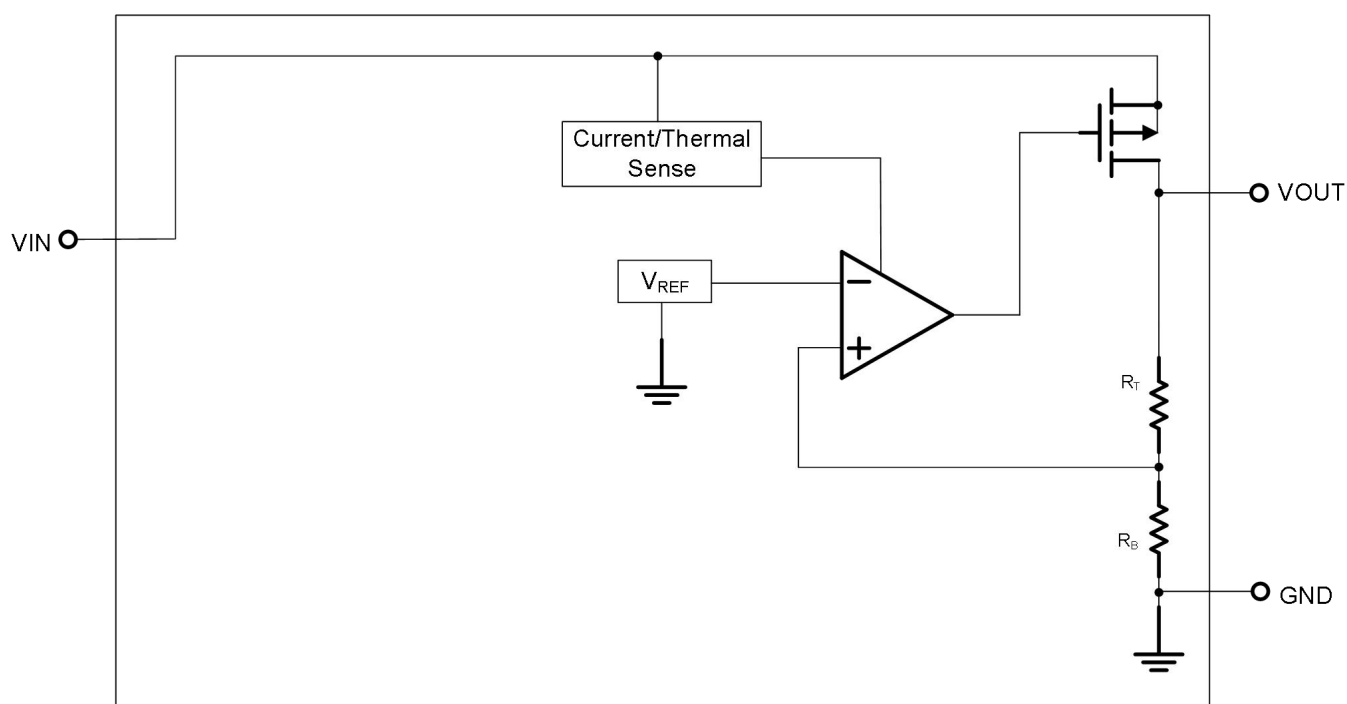 Current/Thermal
Sense
VOUT
VIN
VREF
−
+
RT
RB
GND